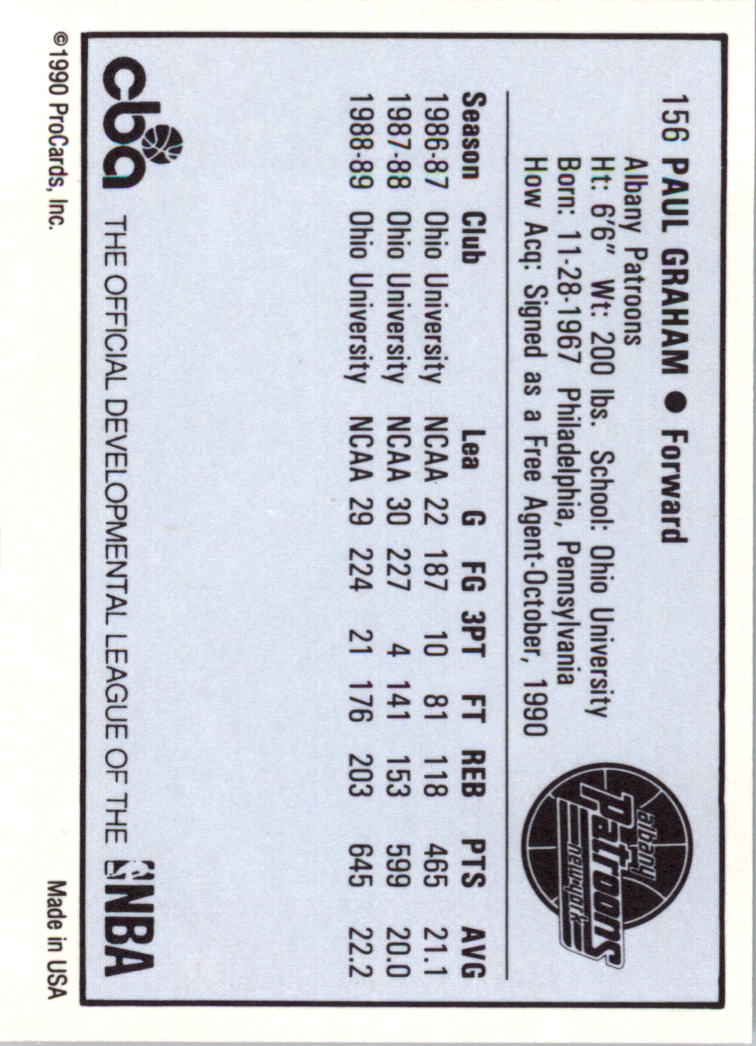 156 PAUL GRAHAM ● Forward
Albany Patroons
Ht: 6'6" Wt: 200 lbs. School: Ohio University
Born: 11-28-1967 Philadelphia, Pennsylvania
How Acq: Signed as a Free Agent-October, 1990
albany
Patroons
new york
Season Club Lea G FG 3PT FT REB PTS AVG
1986-87 Ohio University NCAA 22 187 10 81 118 465 21.1
1987-88 Ohio University NCAA 30 227 4 141 153 599 20.0
1988-89 Ohio University NCAA 29 224 21 176 203 645 22.2
cba THE OFFICIAL DEVELOPMENTAL LEAGUE OF THE NBA
©1990 ProCards, Inc. Made in USA